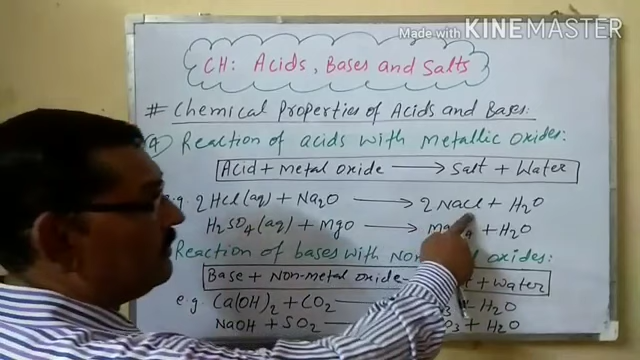 Made with KINEMASTER
CH: Acids, Bases and Salts
# Chemical Properties of Acids and Bases:
Reaction of acids with metallic oxides:
Acid + Metal oxide → Salt + Water
e.g. 2HCl(aq) + Na2O → 2NaCl + H2O
H2SO4(aq) + MgO → + H2O
Reaction of bases with oxides:
Base + Non-metal oxide → + Water
e.g. Ca(OH)2 + CO2 + H2O
NaOH + SO2 + H2O